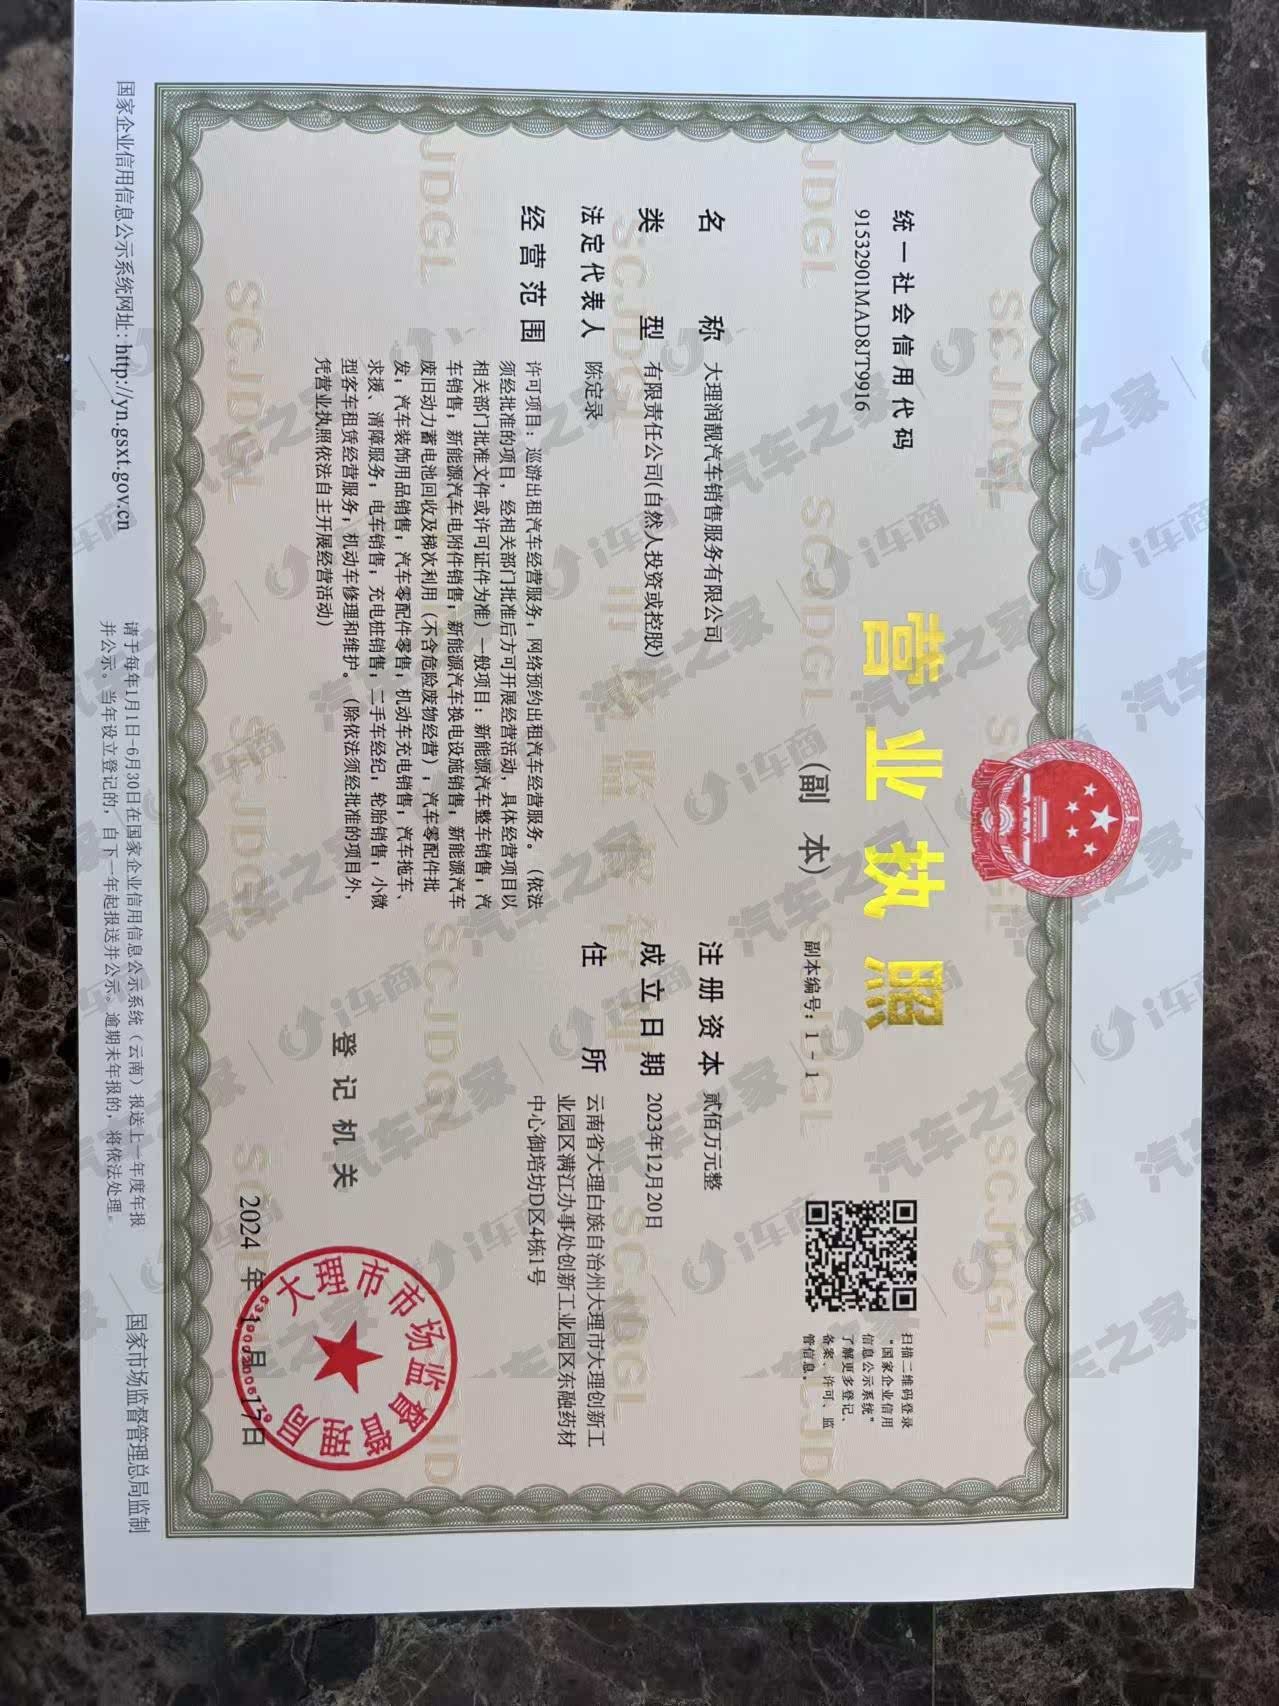 营业执照
（副 本）
副本编号：1 - 1
统一社会信用代码
91532901MAD8JT9916
扫描二维码登录
“国家企业信用
信息公示系统”
了解更多登记、
备案、许可、监
管信息。
名 称 大理润靓汽车销售服务有限公司
类 型 有限责任公司(自然人投资或控股)
法定代表人 陈定录
经营范围 许可项目：巡游出租汽车经营服务；网络预约出租汽车经营服务。（依法
须经批准的项目，经相关部门批准后方可开展经营活动，具体经营项目以
相关部门批准文件或许可证件为准）一般项目：新能源汽车整车销售；汽
车销售；新能源汽车电附件销售；新能源汽车换电设施销售；新能源汽车
废旧动力蓄电池回收及梯次利用（不含危险废物经营）；汽车零配件批
发；汽车装饰用品销售；汽车零配件零售；机动车充电销售；汽车拖车、
求援、清障服务；电车销售；充电桩销售；二手车经纪；轮胎销售；小微
型客车租赁经营服务；机动车修理和维护。（除依法须经批准的项目外，
凭营业执照依法自主开展经营活动）
注册资本 贰佰万元整
成立日期 2023年12月20日
住 所 云南省大理白族自治州大理市大理创新工
业园区满江办事处创新工业园区东融药材
中心御培坊D区4栋1号
登记机关
大理市市场监督管理局
2024 年 1 月 17 日
国家企业信用信息公示系统网址：http://yn.gsxt.gov.cn
请于每年1月1日-6月30日在国家企业信用信息公示系统（云南）报送上一年度年报
并公示。当年设立登记的，自下一年起报送并公示。逾期未年报的，将依法处理。
国家市场监督管理总局监制
汽车之家
i车商
SCJDGL